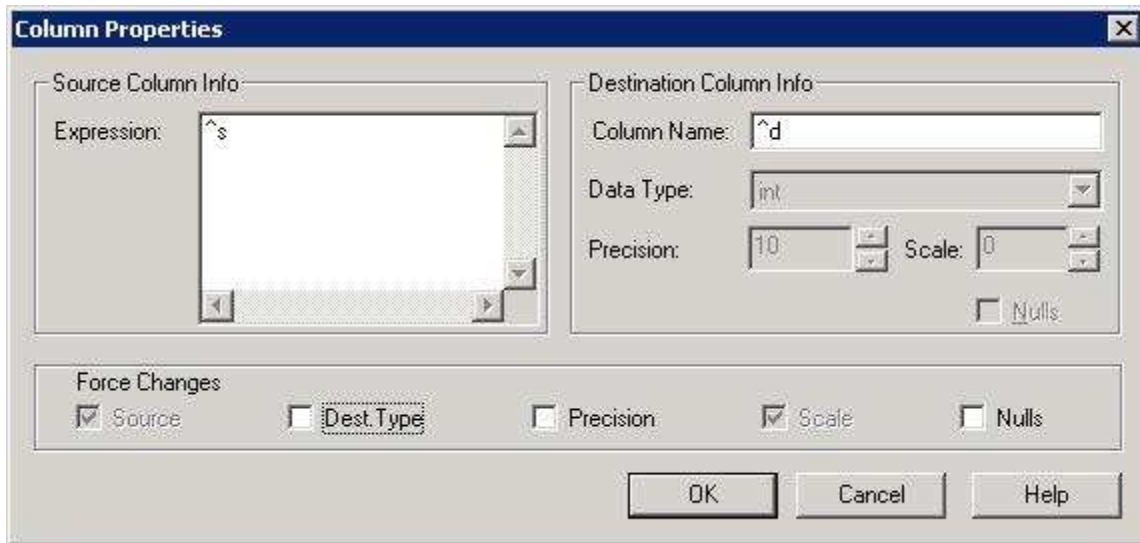 Column Properties
Source Column Info
Expression: ^s
Destination Column Info
Column Name: ^d
Data Type: int
Precision: 10 Scale: 0
Nulls
Force Changes
Source Dest.Type Precision Scale Nulls
OK Cancel Help